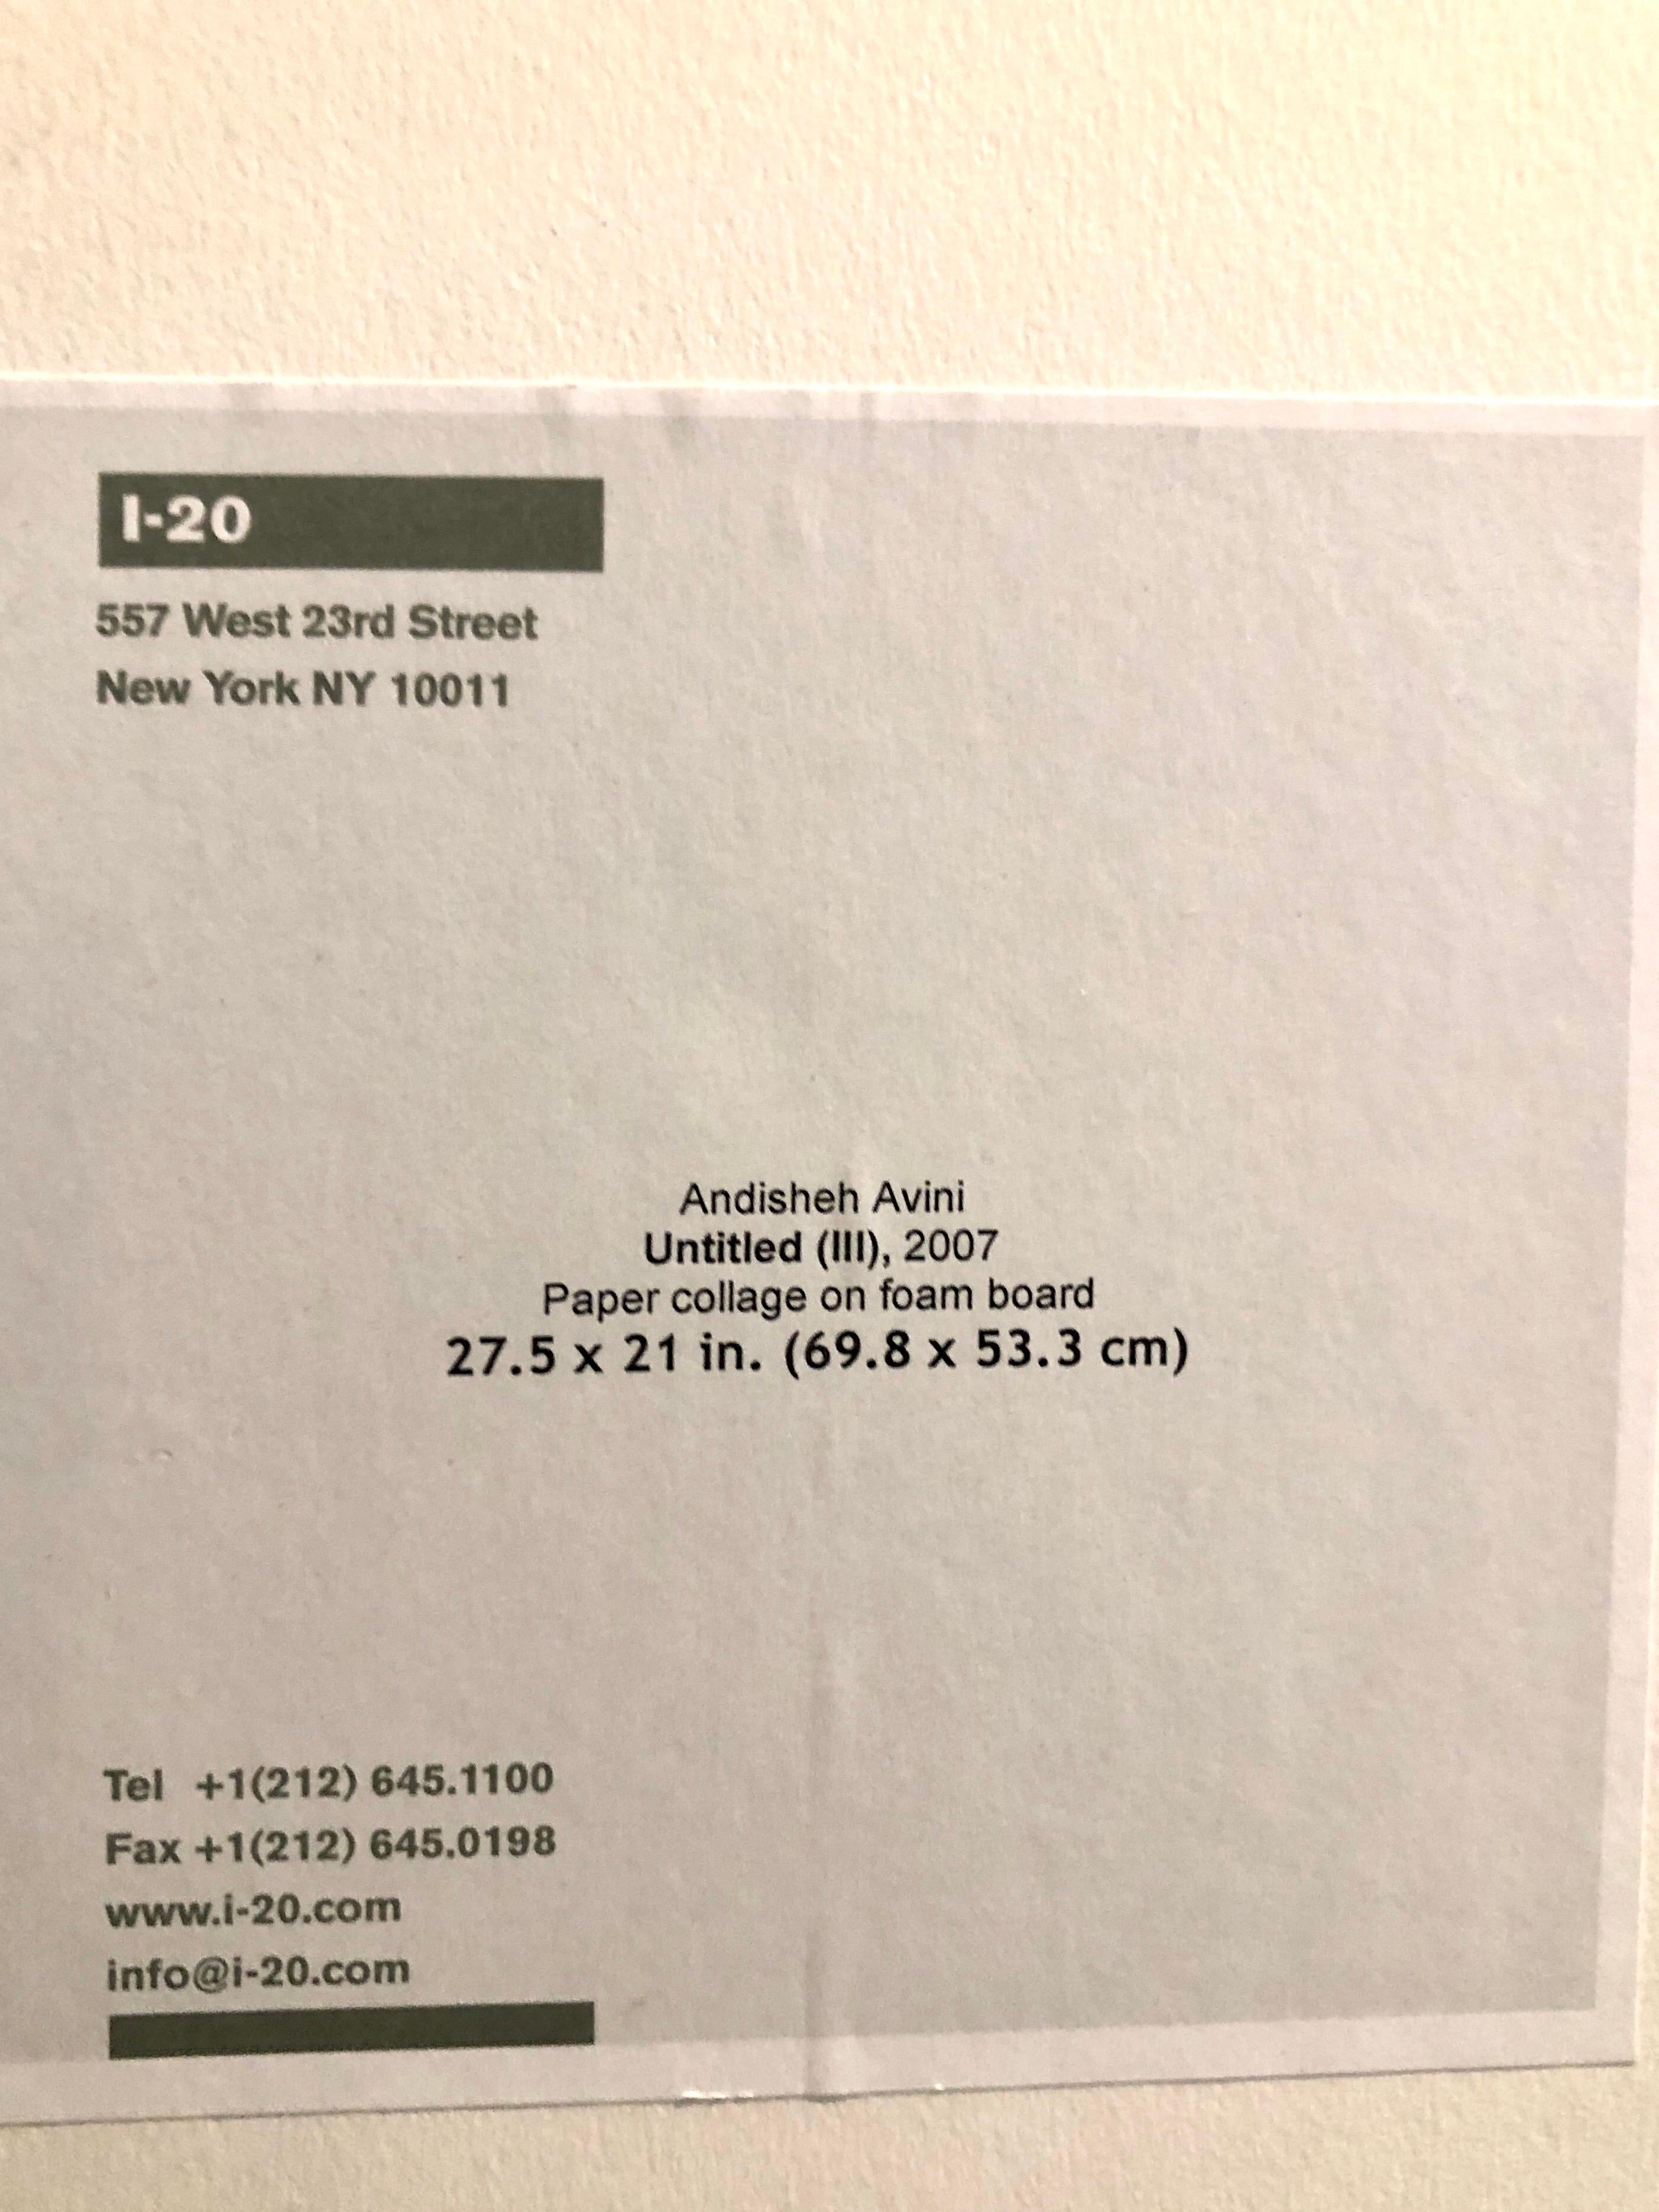 I-20
557 West 23rd Street
New York NY 10011
Andisheh Avini
Untitled (III), 2007
Paper collage on foam board
27.5 x 21 in. (69.8 x 53.3 cm)
Tel +1(212) 645.1100
Fax +1(212) 645.0198
www.i-20.com
info@i-20.com